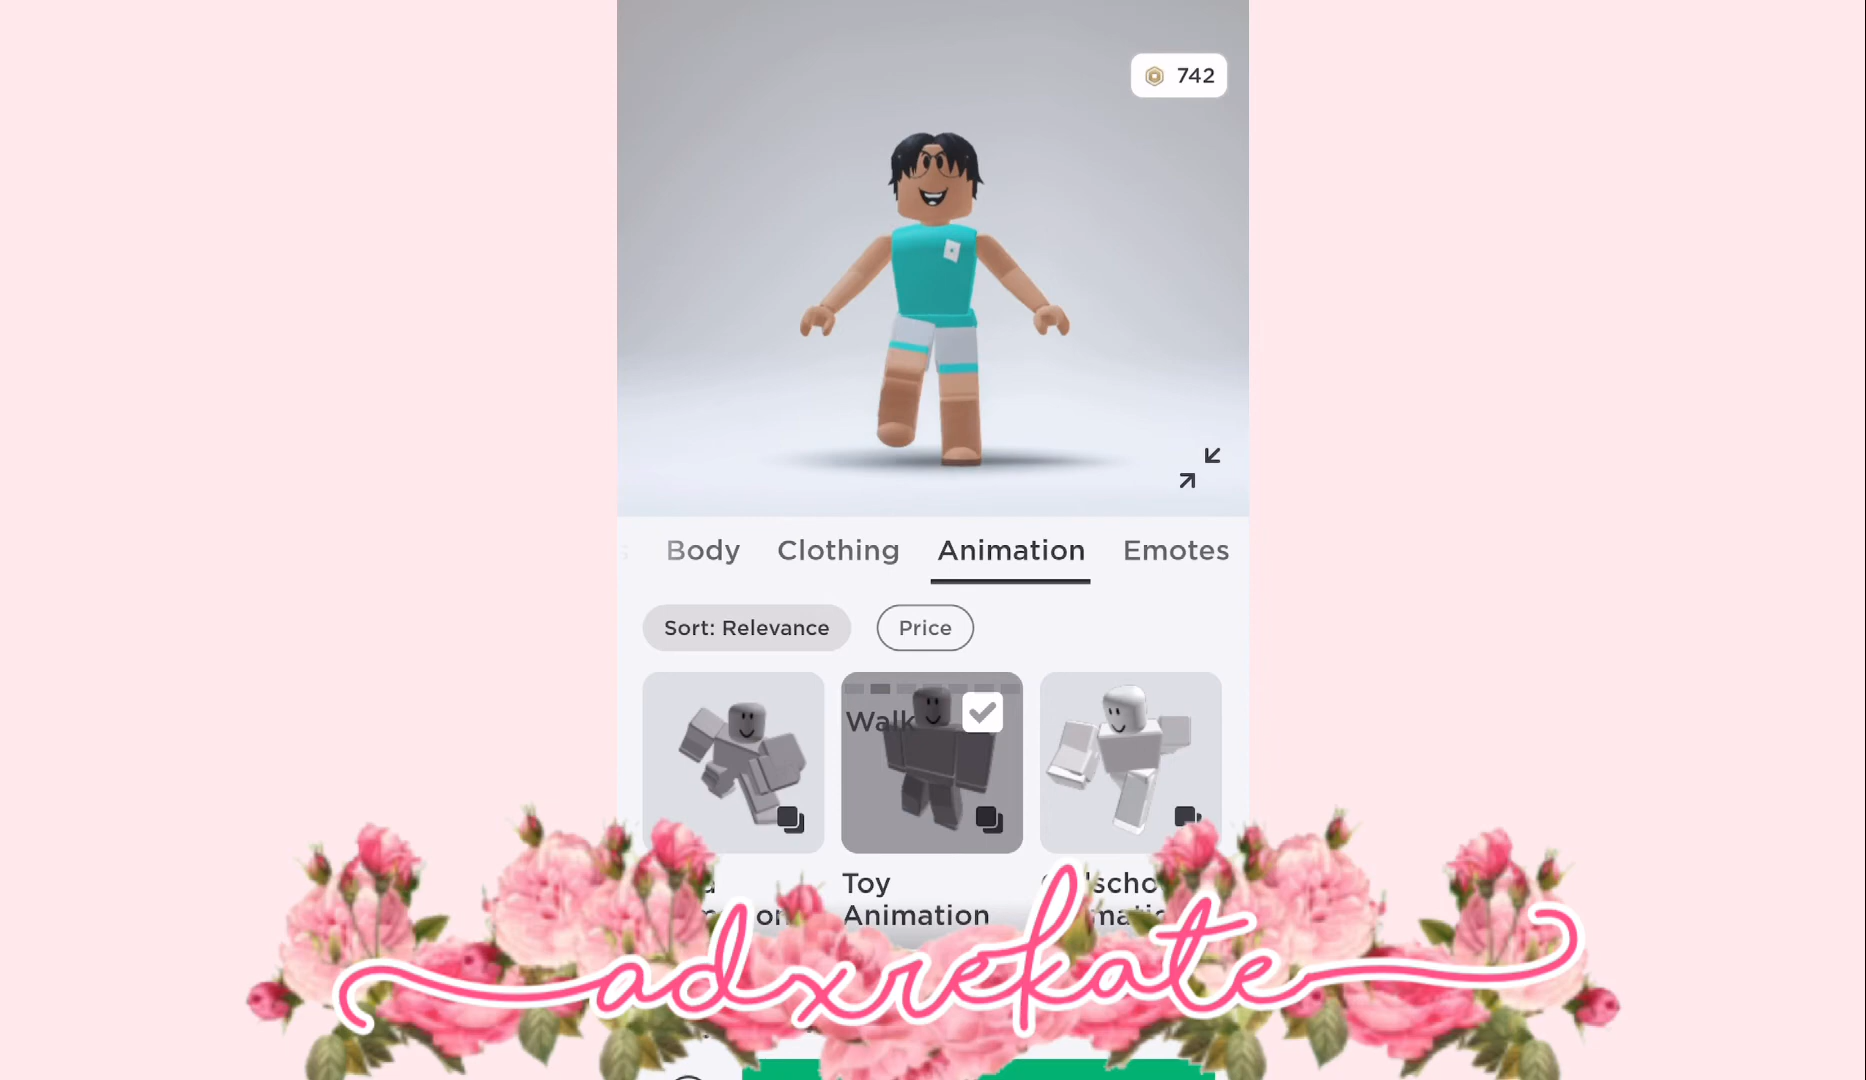 742
Body Clothing Animation Emotes
Sort: Relevance Price
Walk
Toy
Animation
adxrekate